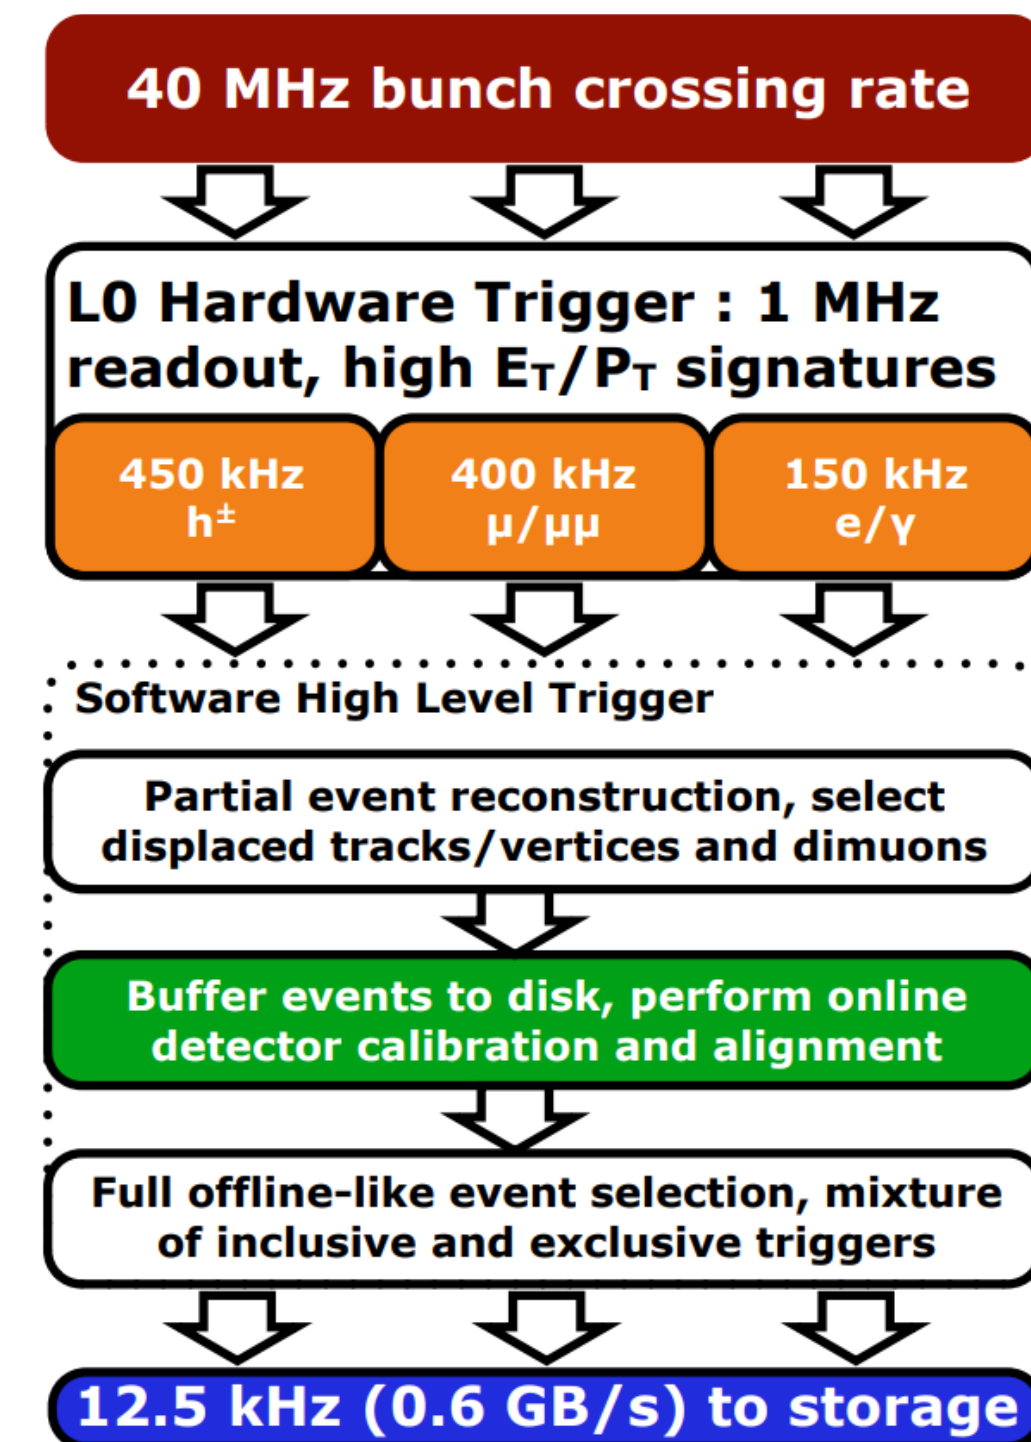 40 MHz bunch crossing rate
L0 Hardware Trigger : 1 MHz
readout, high E_T/P_T signatures
450 kHz
h±
400 kHz
μ/μμ
150 kHz
e/γ
Software High Level Trigger
Partial event reconstruction, select
displaced tracks/vertices and dimuons
Buffer events to disk, perform online
detector calibration and alignment
Full offline-like event selection, mixture
of inclusive and exclusive triggers
12.5 kHz (0.6 GB/s) to storage